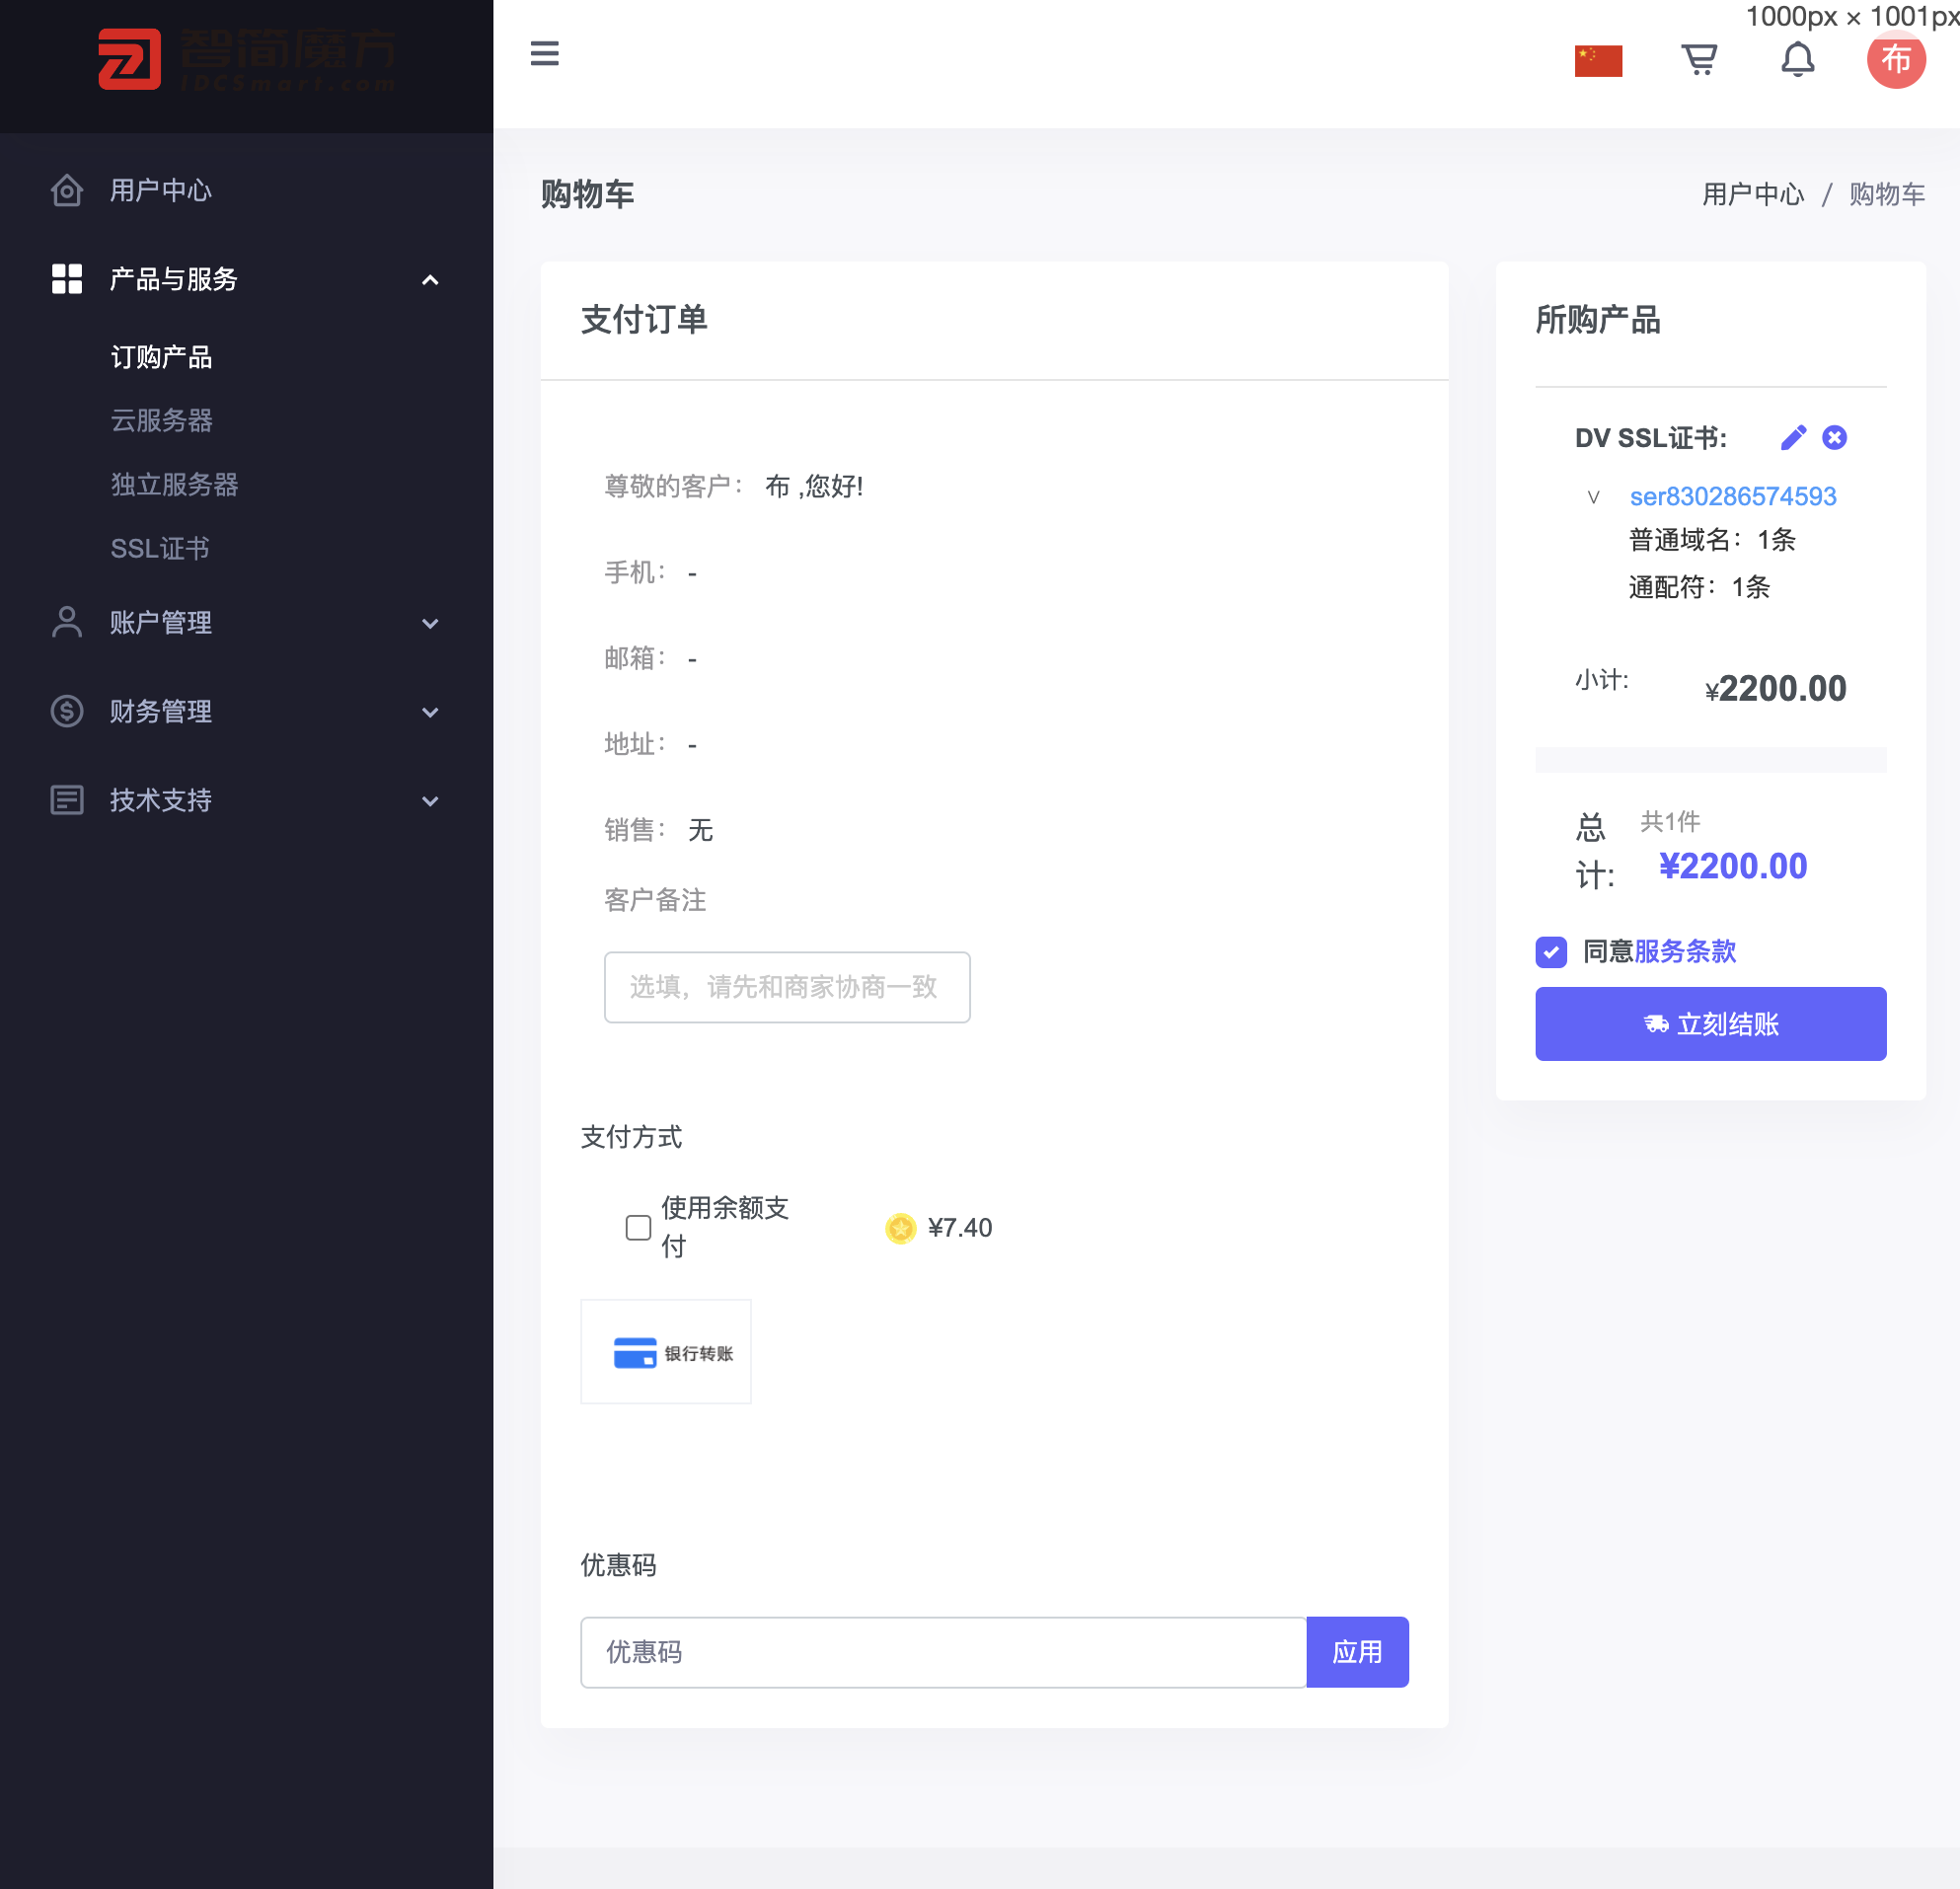 1000px × 1001px
智简魔方
IDCSmart.com
布
用户中心
产品与服务
订购产品
云服务器
独立服务器
SSL证书
账户管理
财务管理
技术支持
购物车
用户中心 / 购物车
支付订单
尊敬的客户： 布 ,您好!
手机： -
邮箱： -
地址： -
销售： 无
客户备注
选填，请先和商家协商一致
支付方式
使用余额支
付
¥7.40
银行转账
优惠码
优惠码
应用
所购产品
DV SSL证书:
ser830286574593
普通域名：1条
通配符：1条
小计:
¥2200.00
总
计:
共1件
¥2200.00
同意服务条款
立刻结账